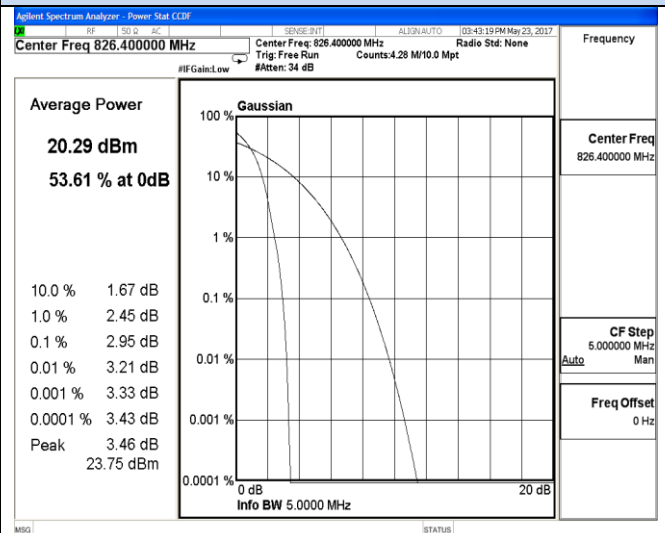 Agilent Spectrum Analyzer - Power Stat CCDF
RF 50 Ω AC SENSE:INT ALIGN AUTO 03:43:19 PM May 23, 2017
Center Freq 826.400000 MHz
Center Freq: 826.400000 MHz Radio Std: None
Trig: Free Run Counts:4.28 M/10.0 Mpt
#IFGain:Low #Atten: 34 dB
Frequency
Average Power
20.29 dBm
53.61 % at 0dB
10.0 % 1.67 dB
1.0 % 2.45 dB
0.1 % 2.95 dB
0.01 % 3.21 dB
0.001 % 3.33 dB
0.0001 % 3.43 dB
Peak 3.46 dB
23.75 dBm
Gaussian
100 %
10 %
1 %
0.1 %
0.01 %
0.001 %
0.0001 %
0 dB 20 dB
Info BW 5.0000 MHz
Center Freq
826.400000 MHz
CF Step
5.000000 MHz
Auto Man
Freq Offset
0 Hz
MSG STATUS